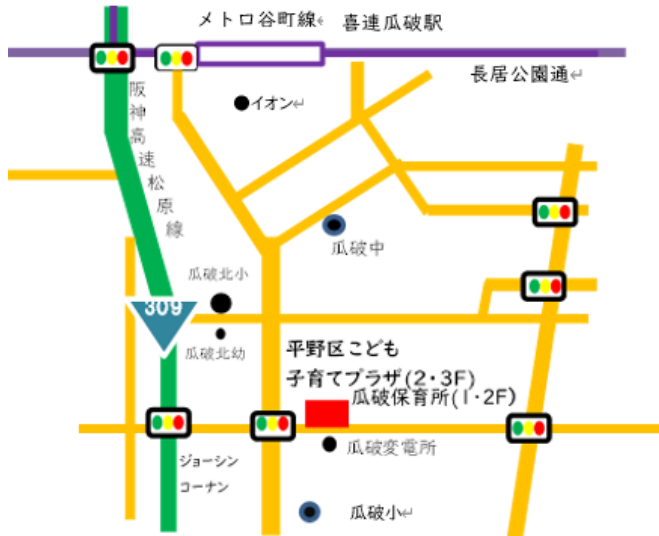 メトロ谷町線 喜連瓜破駅
長居公園通
阪神高速松原線
イオン
瓜破中
瓜破北小
309
瓜破北幼
平野区こども
子育てプラザ(2・3F)
瓜破保育所(1・2F)
瓜破変電所
ジョーシン
コーナン
瓜破小